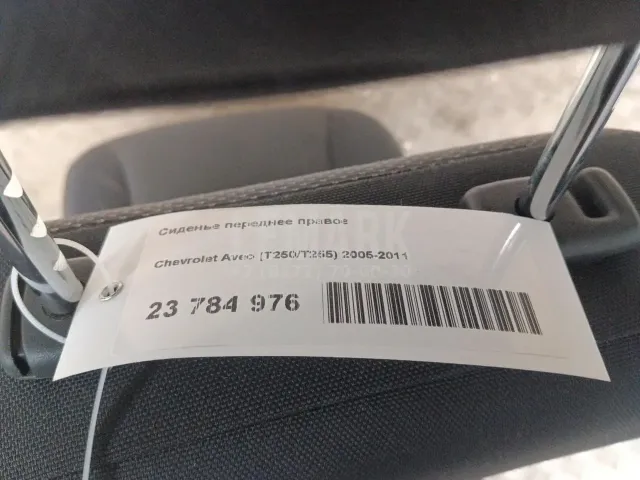 Сиденье переднее правое
Chevrolet Aveo (T250/T255) 2005-2011
23 784 976